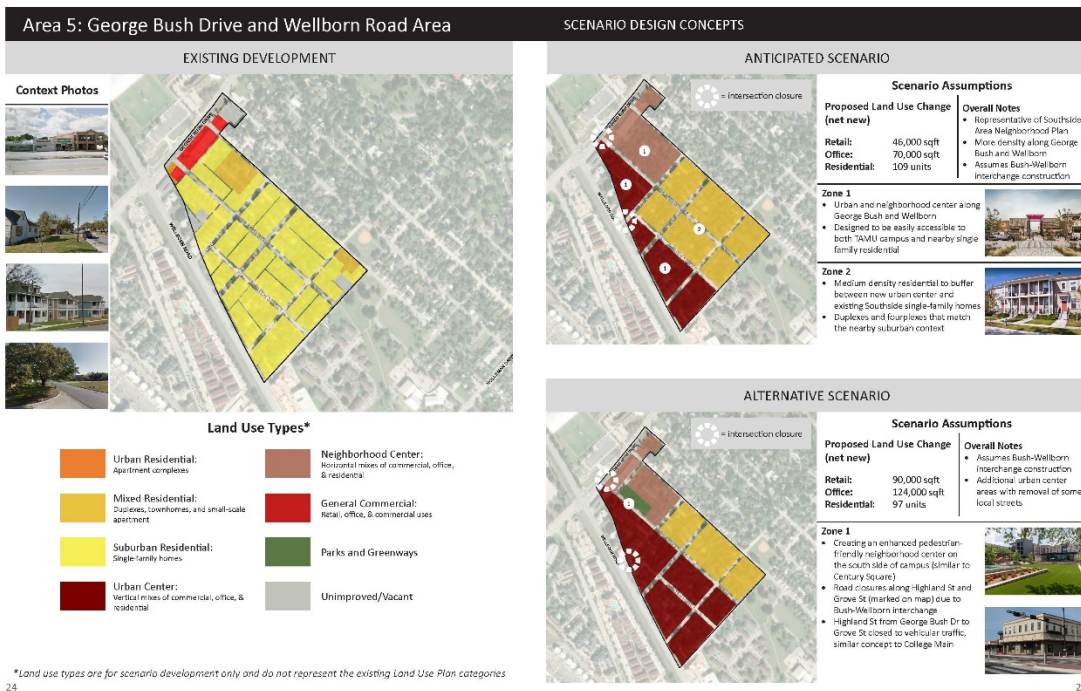 Area 5: George Bush Drive and Wellborn Road Area
SCENARIO DESIGN CONCEPTS
EXISTING DEVELOPMENT
Context Photos
GEORGE BUSH DRIVE
WELLBORN ROAD
Land Use Types*
Urban Residential:
Apartment complexes
Mixed Residential:
Duplexes, townhomes, and small-scale
apartment
Suburban Residential:
Single-family homes
Urban Center:
Vertical mixes of commercial, office, &
residential
Neighborhood Center:
Horizontal mixes of commercial, office,
& residential
General Commercial:
Retail, office, & commercial uses
Parks and Greenways
Unimproved/Vacant
*Land use types are for scenario development only and do not represent the existing Land Use Plan categories
24
ANTICIPATED SCENARIO
= intersection closure
1
1
2
1
Scenario Assumptions
Proposed Land Use Change
(net new)
Retail: 46,000 sqft
Office: 70,000 sqft
Residential: 109 units
Overall Notes
• Representative of Southside
Area Neighborhood Plan
• More density along George
Bush and Wellborn
• Assumes Bush-Wellborn
interchange construction
Zone 1
• Urban and neighborhood center along
George Bush and Wellborn
• Designed to be easily accessible to
both TAMU campus and nearby single
family residential
Zone 2
• Medium density residential to buffer
between new urban center and
existing Southside single-family homes
• Duplexes and fourplexes that match
the nearby suburban context
ALTERNATIVE SCENARIO
= intersection closure
1
Scenario Assumptions
Proposed Land Use Change
(net new)
Retail: 90,000 sqft
Office: 124,000 sqft
Residential: 97 units
Overall Notes
• Assumes Bush-Wellborn
interchange construction
• Additional urban center
areas with removal of some
local streets
Zone 1
• Creating an enhanced pedestrian-
friendly neighborhood center on
the south side of campus (similar to
Century Square)
• Road closures along Highland St and
Grove St (marked on map) due to
Bush-Wellborn interchange
• Highland St from George Bush Dr to
Grove St closed to vehicular traffic,
similar concept to College Main